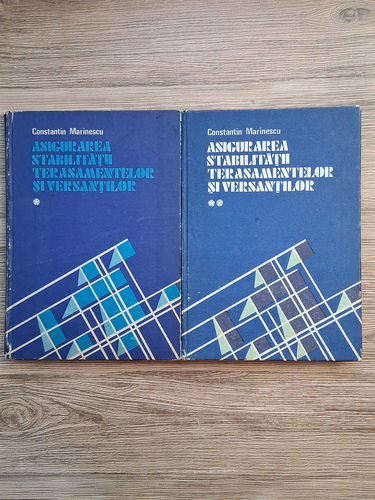 Constantin Marinescu
ASIGURAREA
STABILITĂȚII
TERASAMENTELOR
ȘI VERSANȚILOR
*
Constantin Marinescu
ASIGURAREA
STABILITĂȚII
TERASAMENTELOR
ȘI VERSANȚILOR
**